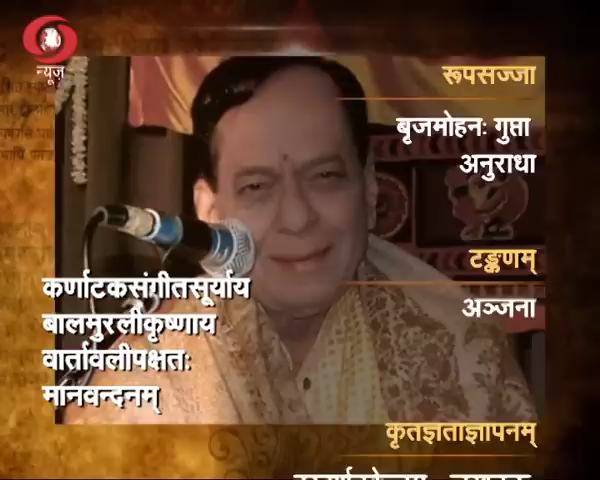 न्यूज़
रूपसज्जा
बृजमोहनः गुप्ता
अनुराधा
टङ्कणम्
अञ्जना
कर्णाटकसंगीतसूर्याय
बालमुरलीकृष्णाय
वार्तावलीपक्षतः
मानवन्दनम्
कृतज्ञताज्ञापनम्